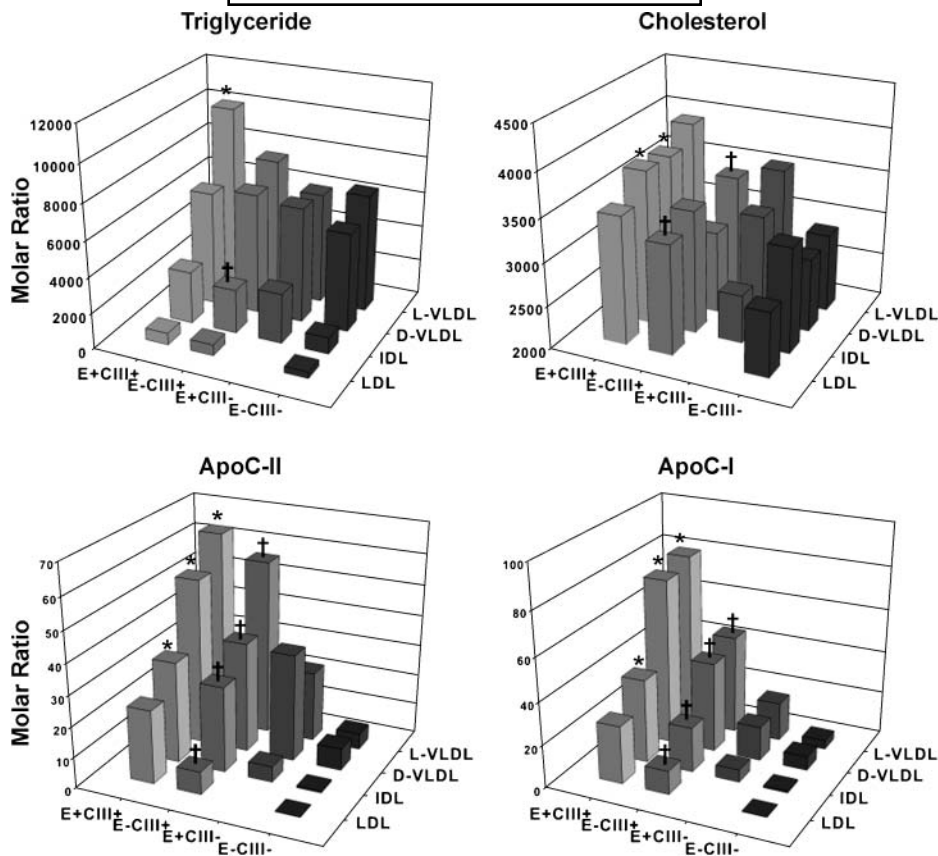 Triglyceride
Cholesterol
Molar Ratio
12000
10000
8000
6000
4000
2000
0
*
†
E+CIII+
E-CIII+
E+CIII-
E-CIII-
LDL
IDL
D-VLDL
L-VLDL
4500
4000
3500
3000
2500
2000
*
*
†
†
E+CIII+
E-CIII+
E+CIII-
E-CIII-
LDL
IDL
D-VLDL
L-VLDL
ApoC-II
ApoC-I
Molar Ratio
70
60
50
40
30
20
10
0
*
*
*
†
†
†
†
E+CIII+
E-CIII+
E+CIII-
E-CIII-
LDL
IDL
D-VLDL
L-VLDL
100
80
60
40
20
0
*
*
*
†
†
†
†
E+CIII+
E-CIII+
E+CIII-
E-CIII-
LDL
IDL
D-VLDL
L-VLDL